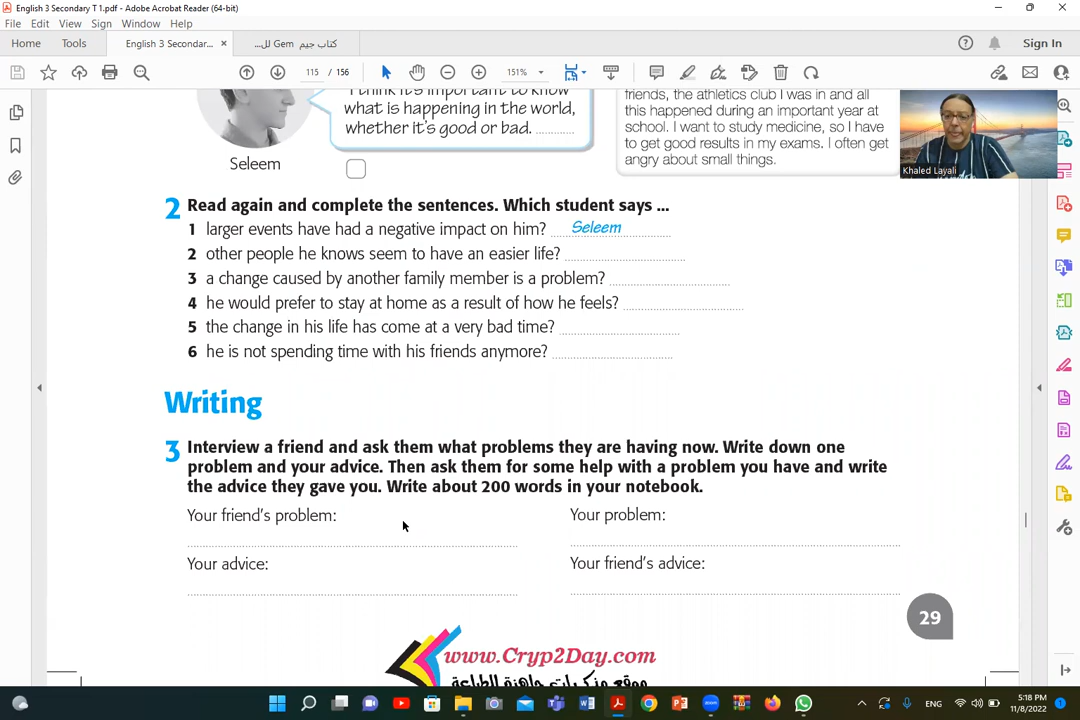 English 3 Secondary T 1.pdf - Adobe Acrobat Reader (64-bit)
File Edit View Sign Window Help
Home Tools English 3 Secondar... × كتاب جيم Gem لل... Sign In
115 / 156 151%
I think it's important to know
what is happening in the world,
whether it's good or bad.
Seleem
friends, the athletics club I was in and all
this happened during an important year at
school. I want to study medicine, so I have
to get good results in my exams. I often get
angry about small things.
Khaled Layali
2 Read again and complete the sentences. Which student says ...
1 larger events have had a negative impact on him? Seleem
2 other people he knows seem to have an easier life?
3 a change caused by another family member is a problem?
4 he would prefer to stay at home as a result of how he feels?
5 the change in his life has come at a very bad time?
6 he is not spending time with his friends anymore?
Writing
3 Interview a friend and ask them what problems they are having now. Write down one
problem and your advice. Then ask them for some help with a problem you have and write
the advice they gave you. Write about 200 words in your notebook.
Your friend's problem:
Your problem:
Your advice:
Your friend's advice:
29
www.Cryp2Day.com
موقع مذكرات جاهزة للطباعة
ENG 5:18 PM
11/8/2022